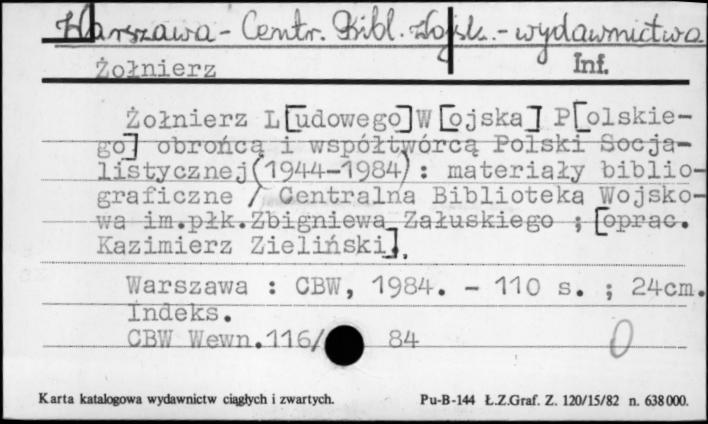 Warszawa - Centr. Bibl. Wojsk. - wydawnictwa
Żołnierz Inf.
Żołnierz L[udowego]W[ojska] P[olskie-
go] obrońcą i współtwórcą Polski Socja-
listycznej(1944-1984): materiały biblio-
graficzne / Centralna Biblioteka Wojsko-
wa im.płk.Zbigniewa Załuskiego ; [oprac.
Kazimierz Zieliński].
Warszawa : CBW, 1984. - 110 s. ; 24cm.
Indeks.
CBW Wewn.116/ 84 0
Karta katalogowa wydawnictw ciągłych i zwartych. Pu-B-144 Ł.Z.Graf. Z. 120/15/82 n. 638000.